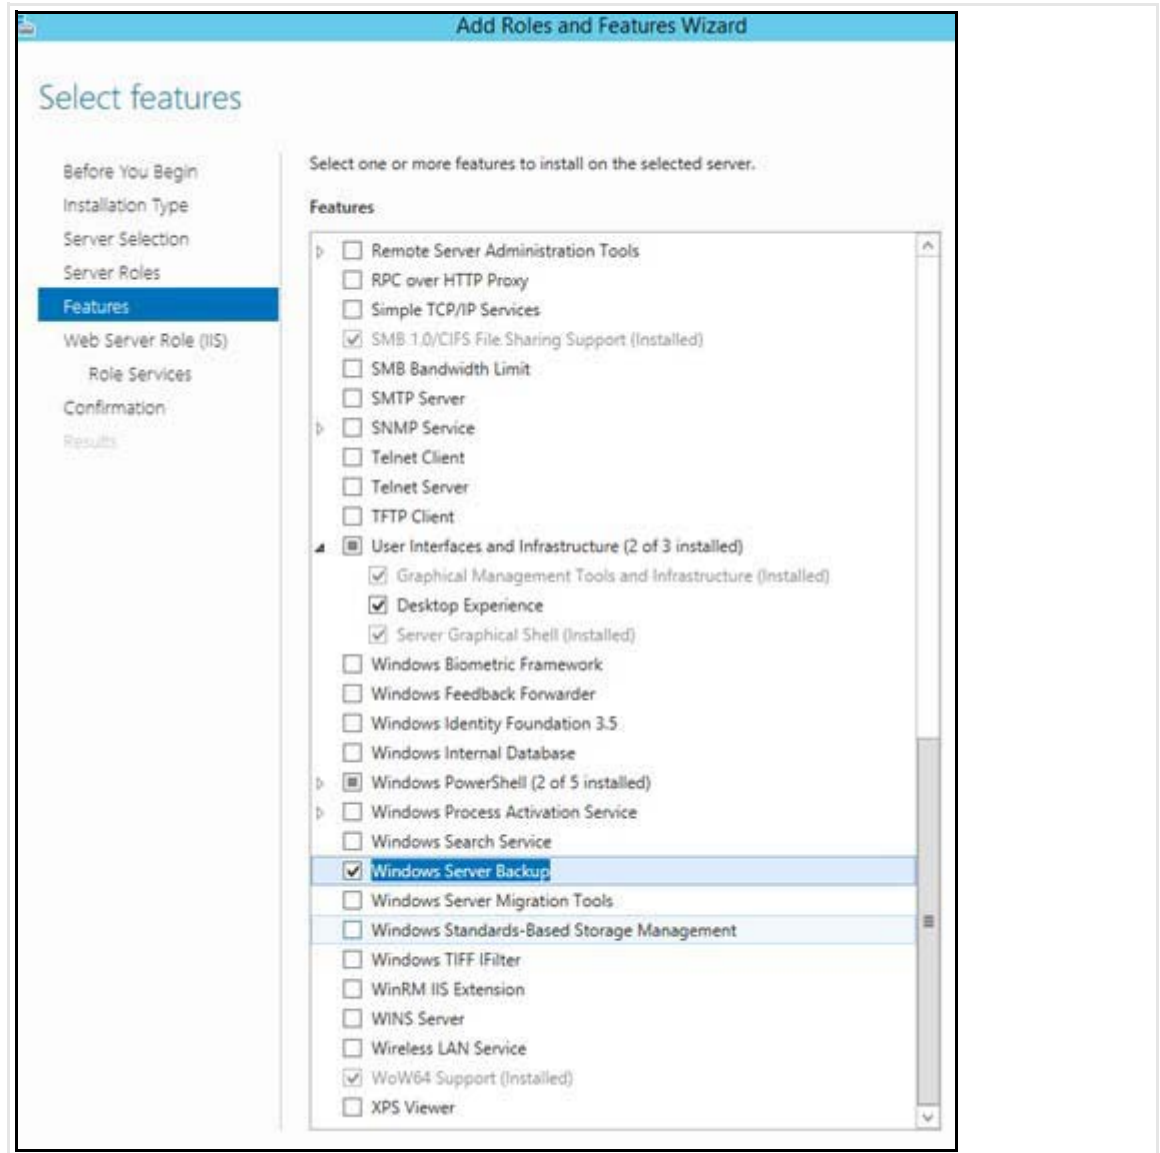 Add Roles and Features Wizard
Select features
Before You Begin
Installation Type
Server Selection
Server Roles
Features
Web Server Role (IIS)
Role Services
Confirmation
Results
Select one or more features to install on the selected server.
Features
Remote Server Administration Tools
RPC over HTTP Proxy
Simple TCP/IP Services
SMB 1.0/CIFS File Sharing Support (Installed)
SMB Bandwidth Limit
SMTP Server
SNMP Service
Telnet Client
Telnet Server
TFTP Client
User Interfaces and Infrastructure (2 of 3 installed)
Graphical Management Tools and Infrastructure (Installed)
Desktop Experience
Server Graphical Shell (Installed)
Windows Biometric Framework
Windows Feedback Forwarder
Windows Identity Foundation 3.5
Windows Internal Database
Windows PowerShell (2 of 5 installed)
Windows Process Activation Service
Windows Search Service
Windows Server Backup
Windows Server Migration Tools
Windows Standards-Based Storage Management
Windows TIFF IFilter
WinRM IIS Extension
WINS Server
Wireless LAN Service
WoW64 Support (Installed)
XPS Viewer